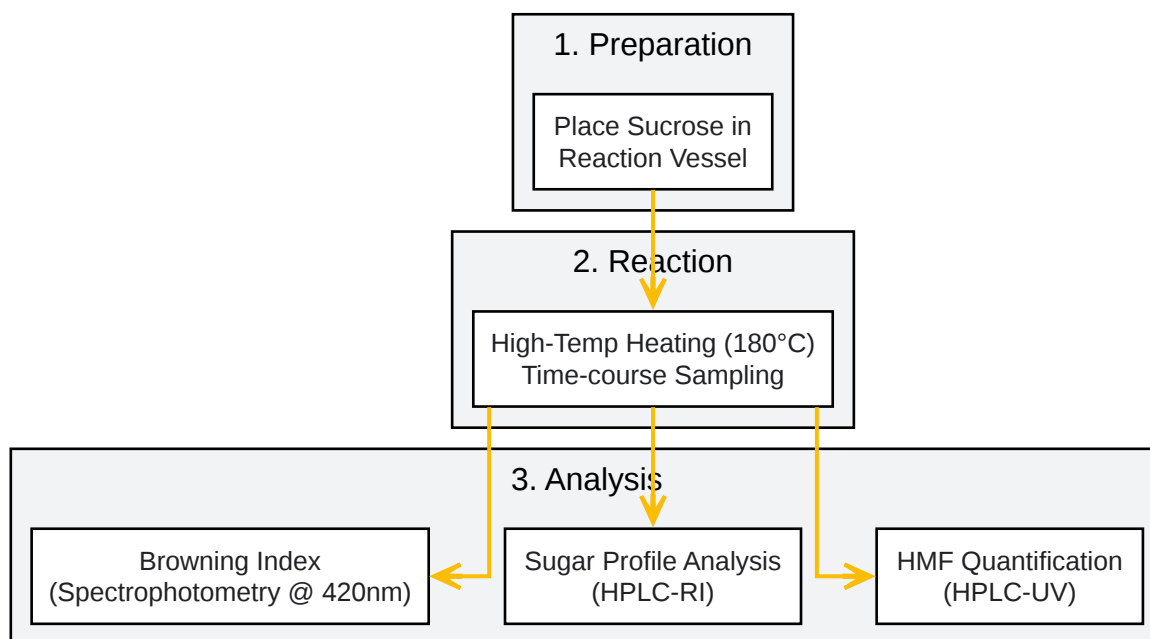 1. Preparation
Place Sucrose in
Reaction Vessel
2. Reaction
High-Temp Heating (180°C)
Time-course Sampling
3. Analysis
Browning Index
(Spectrophotometry @ 420nm)
Sugar Profile Analysis
(HPLC-RI)
HMF Quantification
(HPLC-UV)